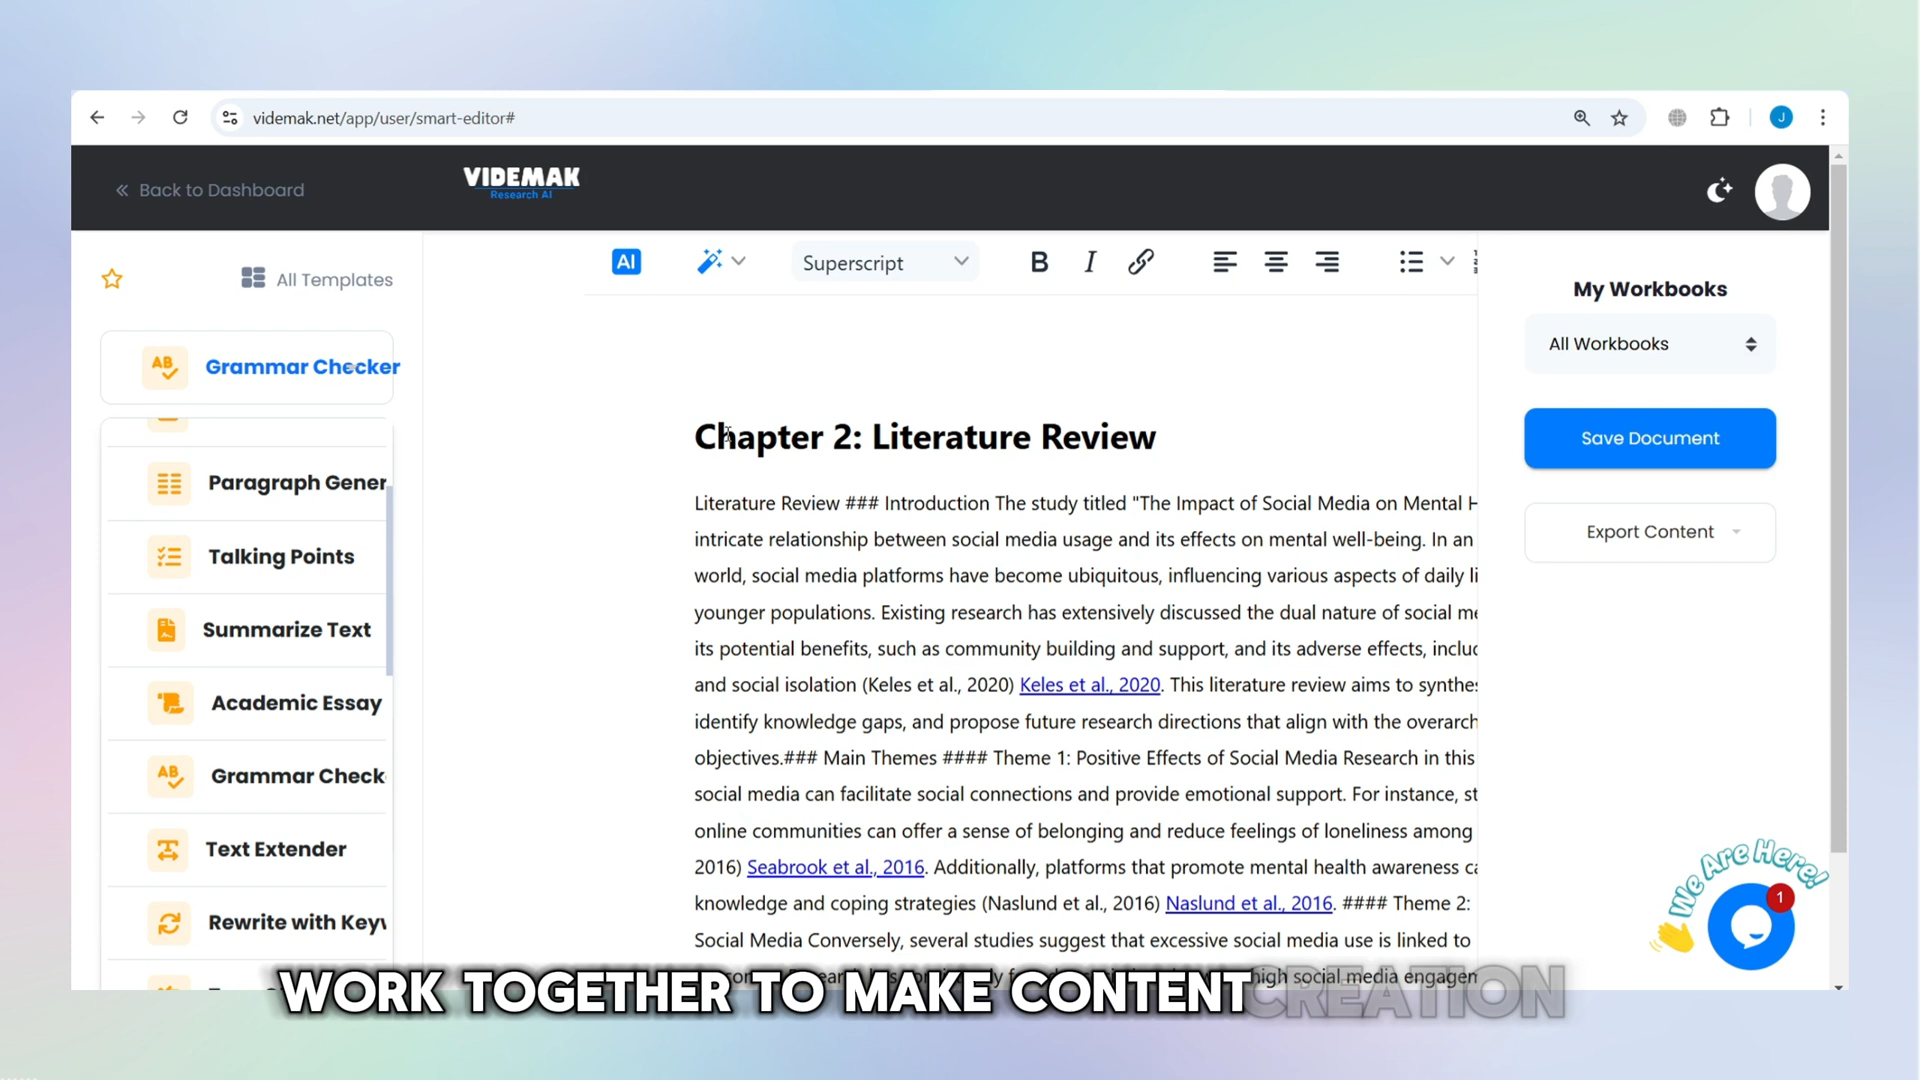 videmak.net/app/user/smart-editor#
J
Back to Dashboard
VIDEMAK
Research AI
All Templates
AB
Grammar Checker
Paragraph Gener
Talking Points
Summarize Text
Academic Essay
AB
Grammar Check
Text Extender
Rewrite with Keyw
AI
Superscript
B
I
Chapter 2: Literature Review
Literature Review ### Introduction The study titled "The Impact of Social Media on Mental H
intricate relationship between social media usage and its effects on mental well-being. In an
world, social media platforms have become ubiquitous, influencing various aspects of daily li
younger populations. Existing research has extensively discussed the dual nature of social me
its potential benefits, such as community building and support, and its adverse effects, includ
and social isolation (Keles et al., 2020) Keles et al., 2020. This literature review aims to synthes
identify knowledge gaps, and propose future research directions that align with the overarch
objectives.### Main Themes #### Theme 1: Positive Effects of Social Media Research in this
social media can facilitate social connections and provide emotional support. For instance, st
online communities can offer a sense of belonging and reduce feelings of loneliness among
2016) Seabrook et al., 2016. Additionally, platforms that promote mental health awareness ca
knowledge and coping strategies (Naslund et al., 2016) Naslund et al., 2016. #### Theme 2:
Social Media Conversely, several studies suggest that excessive social media use is linked to
high social media engagem
My Workbooks
All Workbooks
Save Document
Export Content
We Are Here!
1
WORK TOGETHER TO MAKE CONTENT CREATION